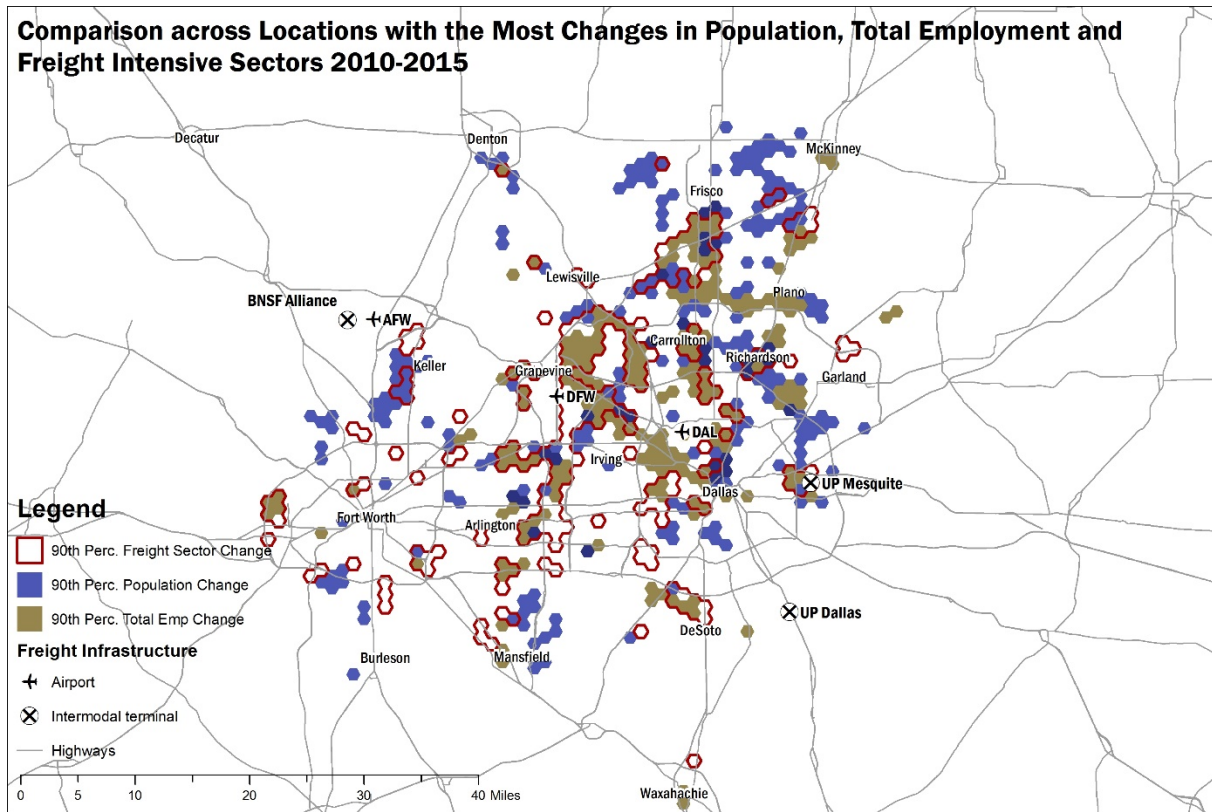 Comparison across Locations with the Most Changes in Population, Total Employment and
Freight Intensive Sectors 2010-2015
Decatur
Denton
McKinney
Frisco
Lewisville
Plano
BNSF Alliance
AFW
Carrollton
Richardson
Keller
Grapevine
Garland
DFW
DAL
Irving
Dallas
UP Mesquite
Fort Worth
Arlington
UP Dallas
DeSoto
Mansfield
Burleson
Waxahachie
Legend
90th Perc. Freight Sector Change
90th Perc. Population Change
90th Perc. Total Emp Change
Freight Infrastructure
Airport
Intermodal terminal
Highways
0 5 10 20 30 40 Miles